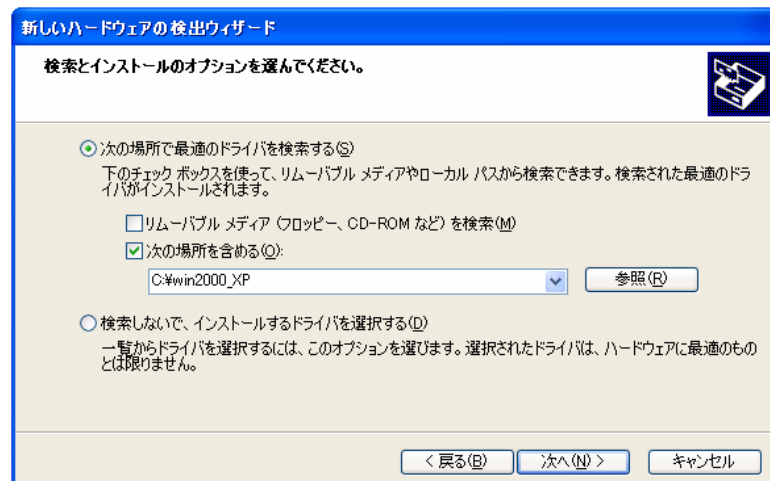 新しいハードウェアの検出ウィザード
検索とインストールのオプションを選んでください。
次の場所で最適のドライバを検索する(S)
下のチェック ボックスを使って、リムーバブル メディアやローカル パスから検索できます。検索された最適のドラ
イバがインストールされます。
リムーバブル メディア (フロッピー、CD-ROM など) を検索(M)
次の場所を含める(O):
C:¥win2000_XP
参照(R)
検索しないで、インストールするドライバを選択する(D)
一覧からドライバを選択するには、このオプションを選びます。選択されたドライバは、ハードウェアに最適のもの
とは限りません。
< 戻る(B)
次へ(N) >
キャンセル